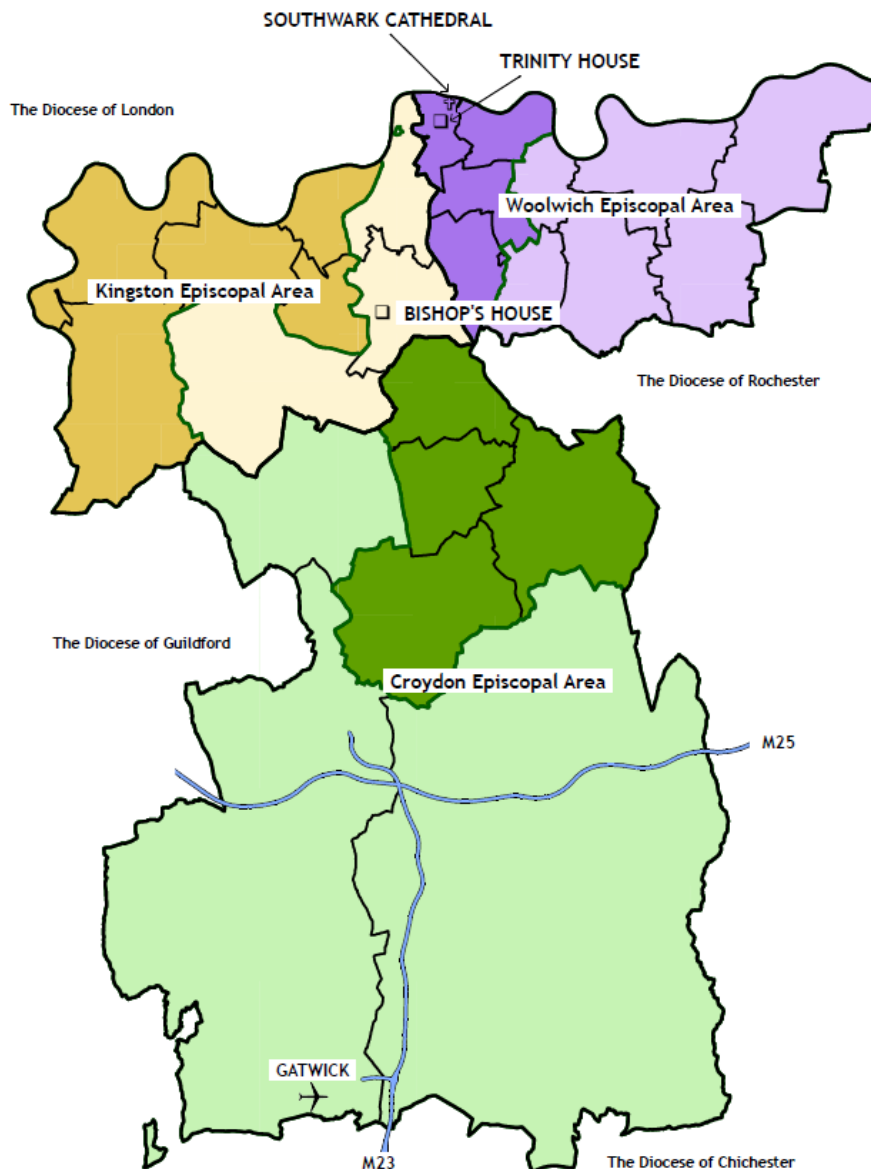 SOUTHWARK CATHEDRAL
TRINITY HOUSE
The Diocese of London
Woolwich Episcopal Area
Kingston Episcopal Area
BISHOP'S HOUSE
The Diocese of Rochester
The Diocese of Guildford
Croydon Episcopal Area
M25
GATWICK
M23
The Diocese of Chichester